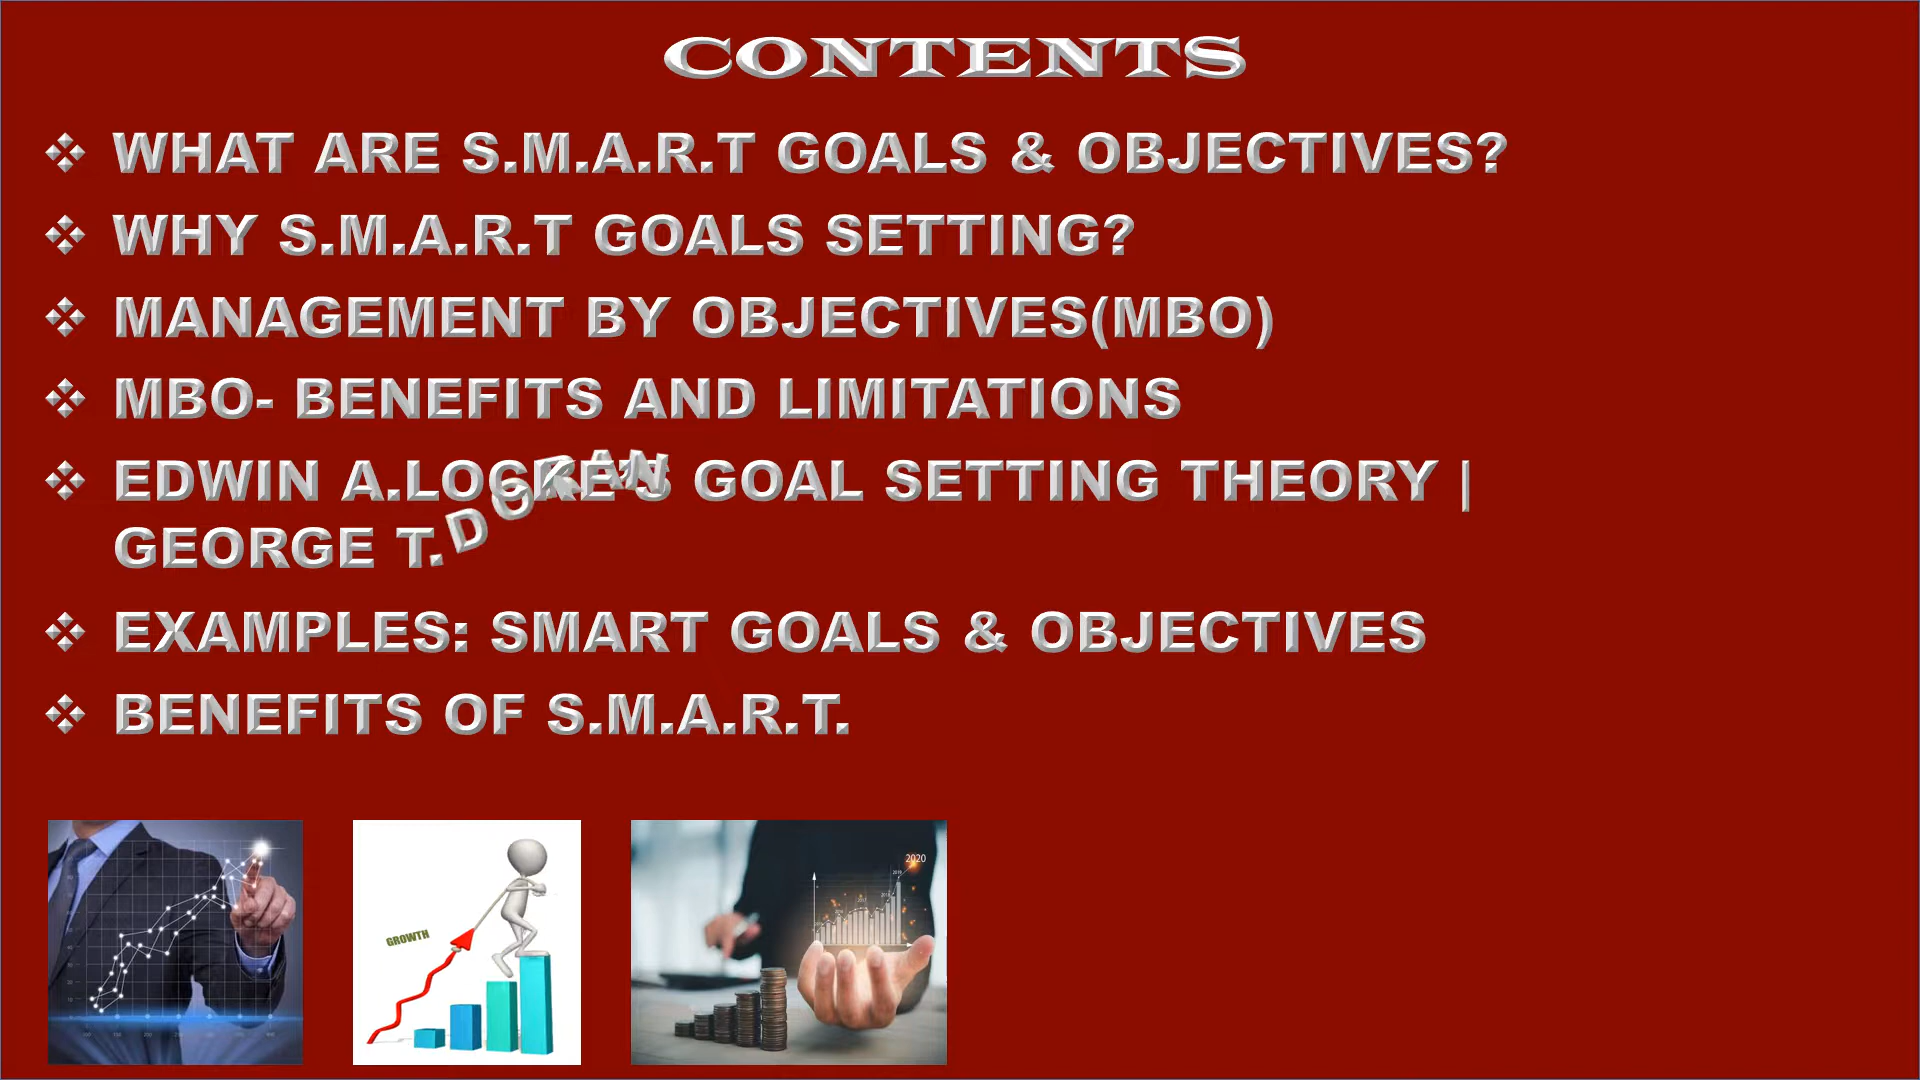 CONTENTS
❖ WHAT ARE S.M.A.R.T GOALS & OBJECTIVES?
❖ WHY S.M.A.R.T GOALS SETTING?
❖ MANAGEMENT BY OBJECTIVES(MBO)
❖ MBO- BENEFITS AND LIMITATIONS
❖ EDWIN A.LOCKE'S GOAL SETTING THEORY |
GEORGE T.DORAN
❖ EXAMPLES: SMART GOALS & OBJECTIVES
❖ BENEFITS OF S.M.A.R.T.
GROWTH
2020